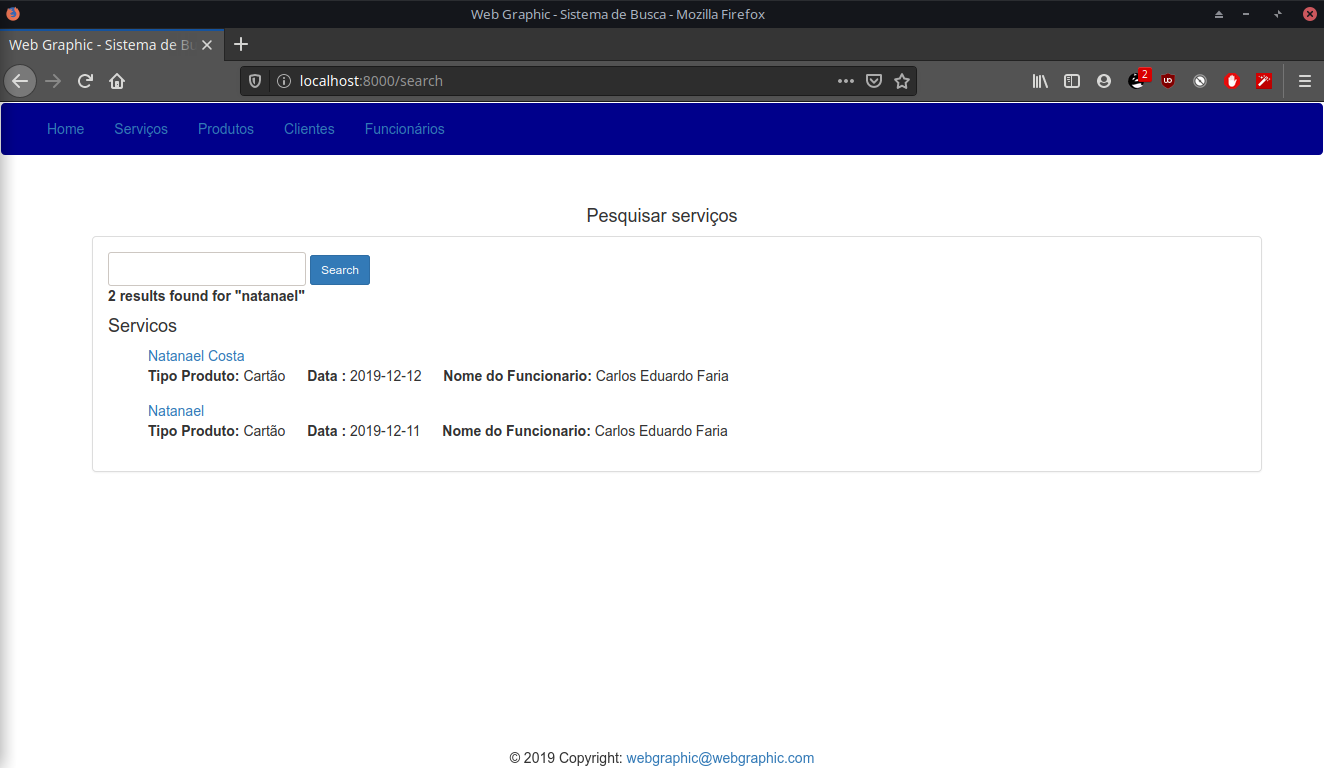 Web Graphic - Sistema de Busca - Mozilla Firefox
Web Graphic - Sistema de Bu
localhost:8000/search
2
Home Serviços Produtos Clientes Funcionários
Pesquisar serviços
Search
2 results found for "natanael"
Servicos
Natanael Costa
Tipo Produto: Cartão Data : 2019-12-12 Nome do Funcionario: Carlos Eduardo Faria
Natanael
Tipo Produto: Cartão Data : 2019-12-11 Nome do Funcionario: Carlos Eduardo Faria
© 2019 Copyright: webgraphic@webgraphic.com